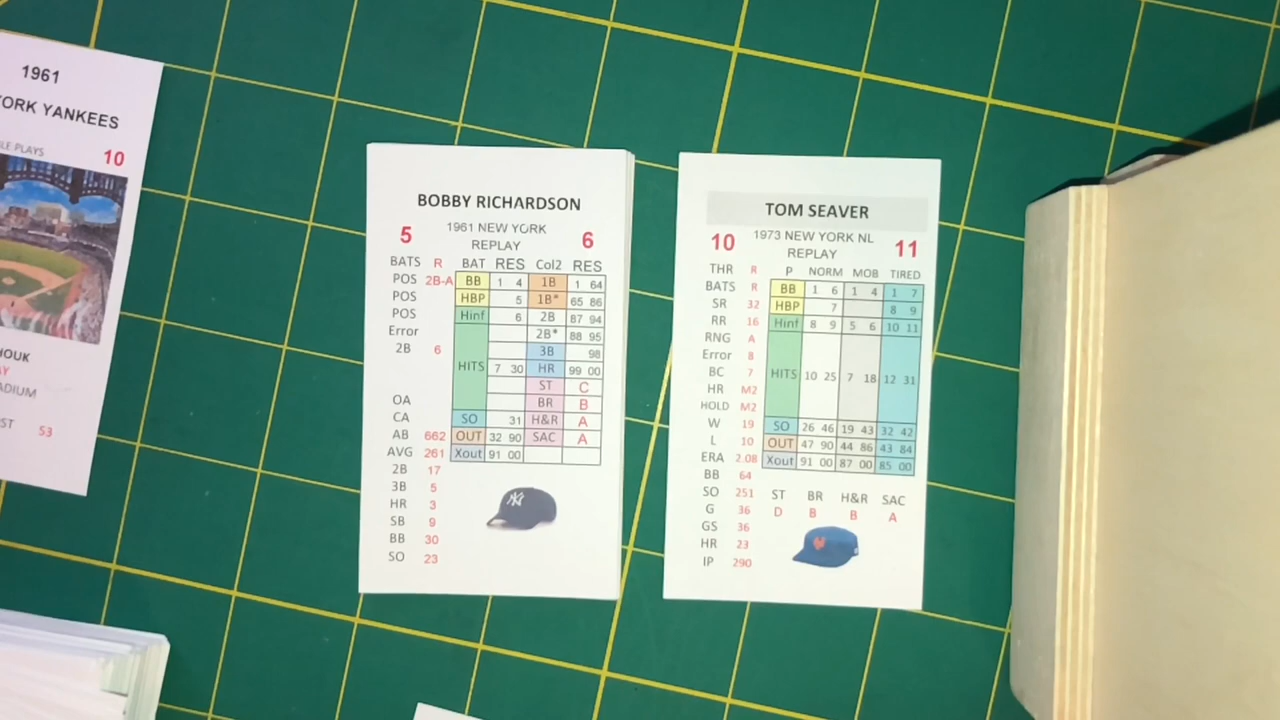 1961
YORK YANKEES
LE PLAYS
10
HOUK
AY
ADIUM
ST 53
BOBBY RICHARDSON
5 1961 NEW YORK 6
REPLAY
BATS R BAT RES Col2 RES
POS 2B-A BB 1 4 1B 1 64
POS HBP 5 1B* 65 86
POS Hinf 6 2B 87 94
Error 2B* 88 95
2B 6 3B 98
HITS 7 30 HR 99 00
ST C
OA BR B
CA SO 31 H&R A
AB 662 OUT 32 90 SAC A
AVG 261 Xout 91 00
2B 17
3B 5
HR 3
SB 9
BB 30
SO 23
NY
TOM SEAVER
10 1973 NEW YORK NL 11
REPLAY
THR R P NORM MOB TIRED
BATS R BB 1 6 1 4 1 7
SR 32 HBP 7 8 9
RR 16 Hinf 8 9 5 6 10 11
RNG A
Error 8
BC 7 HITS 10 25 7 18 12 31
HR M2
HOLD M2
W 19 SO 26 46 19 43 32 42
L 10 OUT 47 90 44 86 43 84
ERA 2.08 Xout 91 00 87 00 85 00
BB 64
SO 251 ST BR H&R SAC
G 36 D B B A
GS 36
HR 23
IP 290